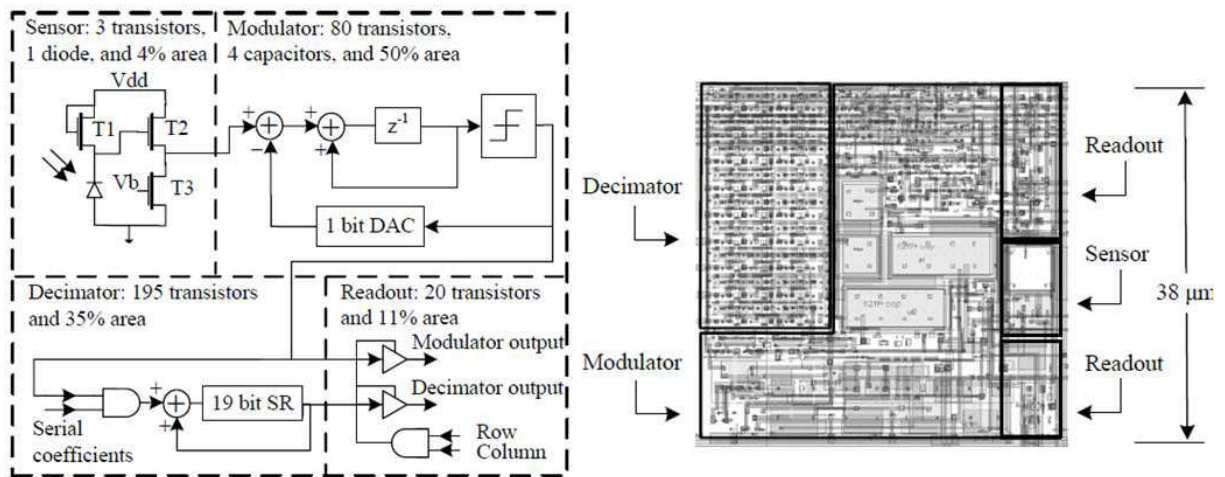 Sensor: 3 transistors,
1 diode, and 4% area
Modulator: 80 transistors,
4 capacitors, and 50% area
Vdd
T1
T2
Vb
T3
+
−
+
+
z⁻¹
1 bit DAC
Decimator: 195 transistors
and 35% area
Readout: 20 transistors
and 11% area
Modulator output
Decimator output
+
+
19 bit SR
Serial
coefficients
Row
Column
Decimator
Modulator
Readout
Sensor
Readout
38 μm